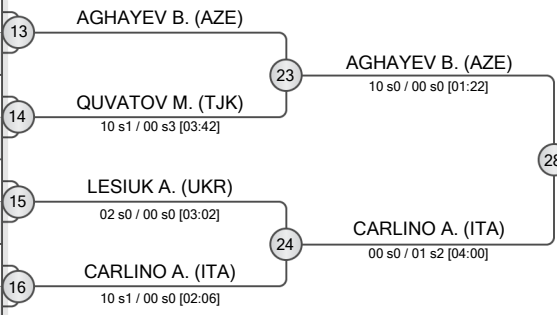 13
AGHAYEV B. (AZE)
23
AGHAYEV B. (AZE)
10 s0 / 00 s0 [01:22]
14
QUVATOV M. (TJK)
10 s1 / 00 s3 [03:42]
28
15
LESIUK A. (UKR)
02 s0 / 00 s0 [03:02]
24
CARLINO A. (ITA)
00 s0 / 01 s2 [04:00]
16
CARLINO A. (ITA)
10 s1 / 00 s0 [02:06]